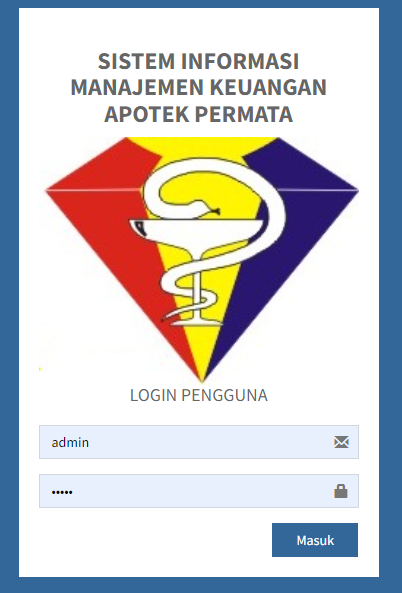 SISTEM INFORMASI
MANAJEMEN KEUANGAN
APOTEK PERMATA
LOGIN PENGGUNA
admin
•••••
Masuk